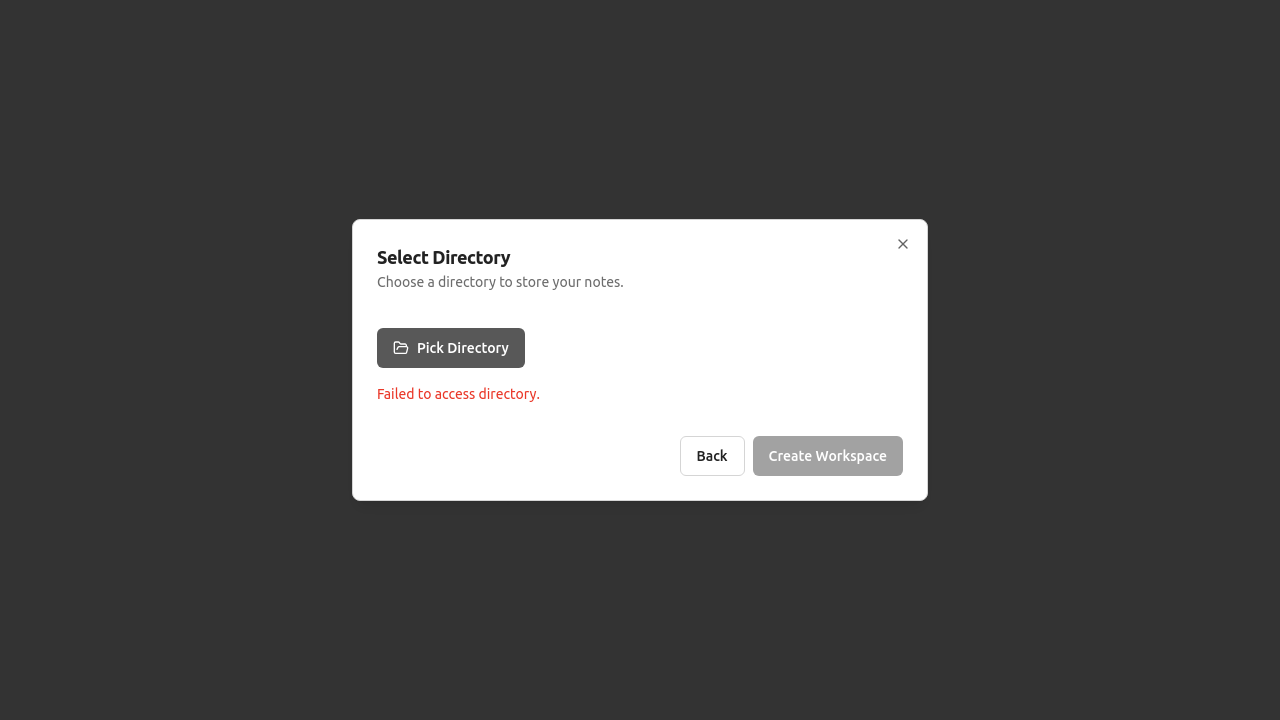 Select Directory
Choose a directory to store your notes.
Pick Directory
Failed to access directory.
Back
Create Workspace